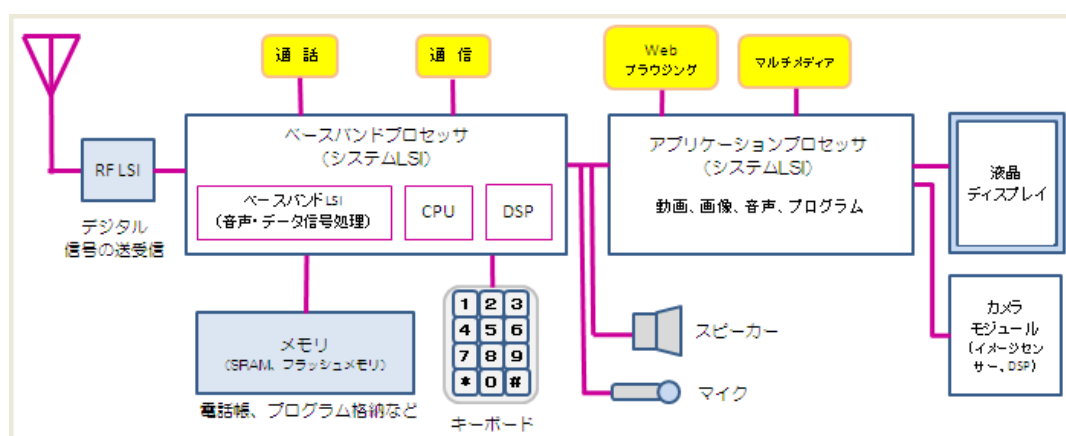 通 話
通 信
Web
ブラウジング
マルチメディア
ベースバンドプロセッサ
(システムLSI)
アプリケーションプロセッサ
(システムLSI)
動画、画像、音声、プログラム
RF LSI
デジタル
信号の送受信
ベースバンドLSI
(音声・データ信号処理)
CPU
DSP
液晶
ディスプレイ
メモリ
(SRAM、フラッシュメモリ)
電話帳、プログラム格納など
1 2 3
4 5 6
7 8 9
* 0 #
キーボード
スピーカー
マイク
カメラ
モジュール
(イメージセン
サー、DSP)